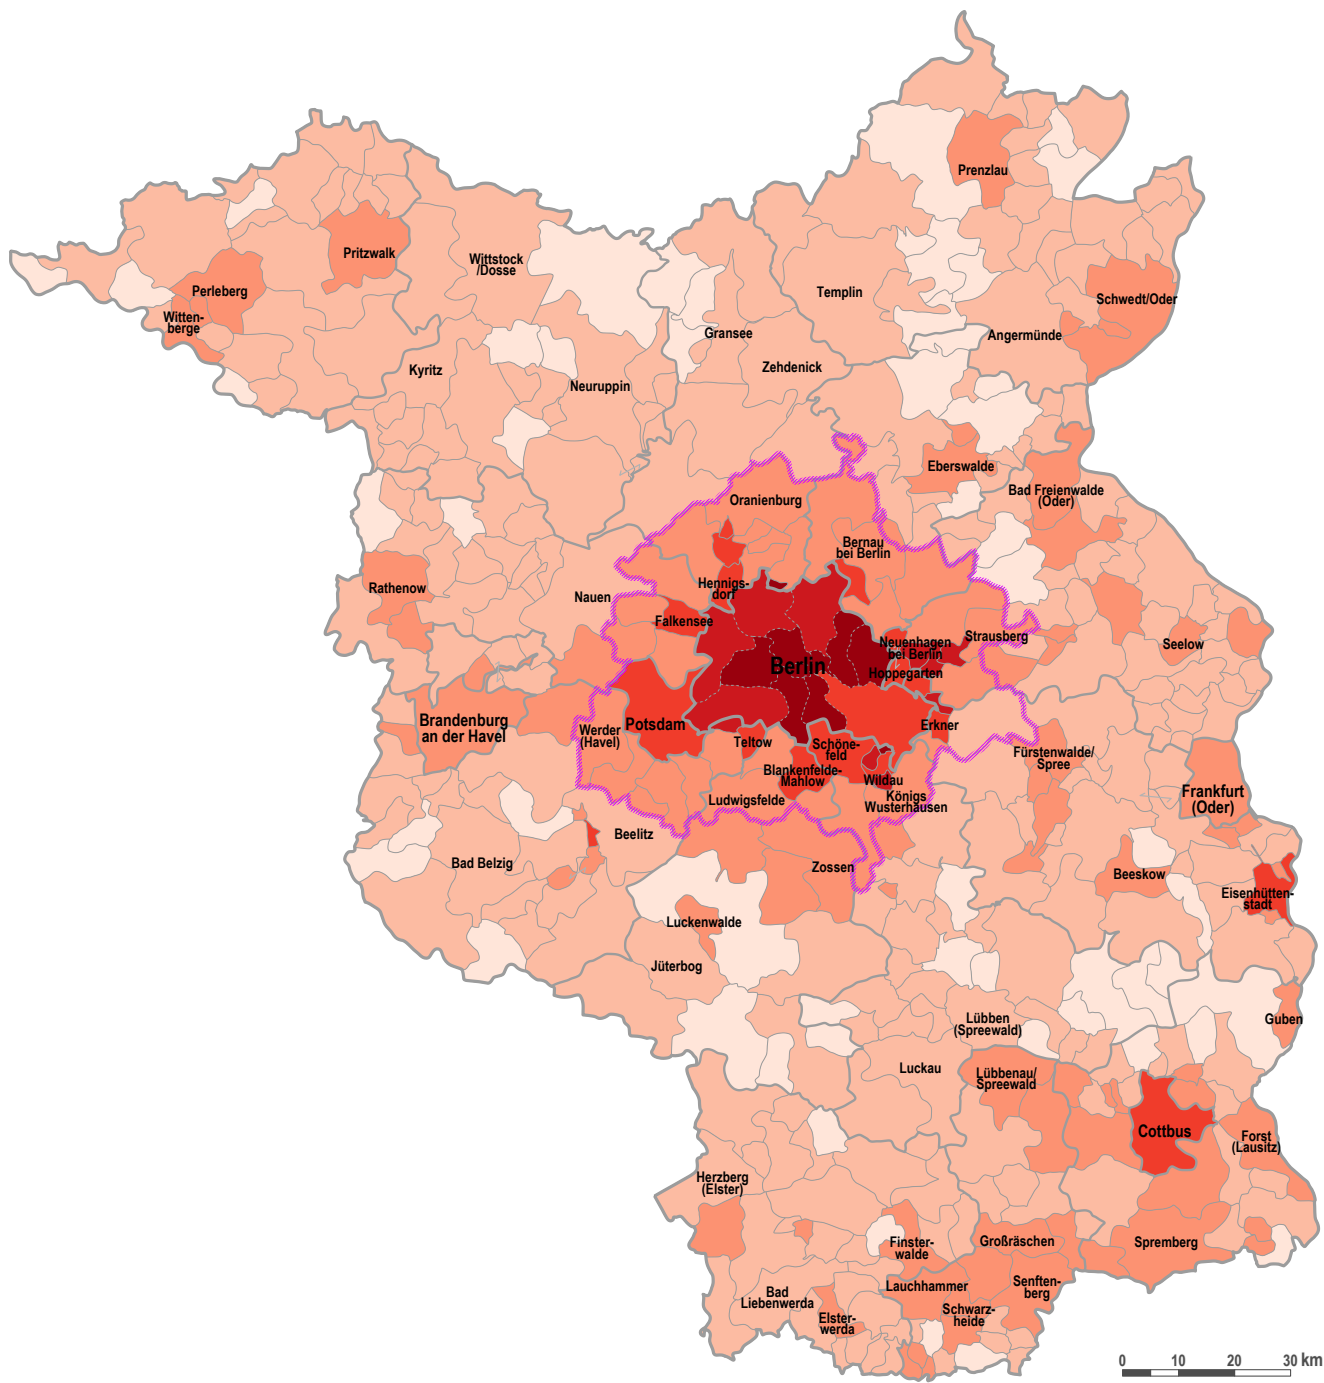 Prenzlau
Pritzwalk
Wittstock
/Dosse
Perleberg
Templin
Schwedt/Oder
Witten-
berge
Gransee
Angermünde
Kyritz
Zehdenick
Neuruppin
Eberswalde
Bad Freienwalde
(Oder)
Oranienburg
Bernau
bei Berlin
Rathenow
Hennigs-
dorf
Nauen
Falkensee
Neuenhagen
bei Berlin
Strausberg
Seelow
Berlin
Hoppegarten
Brandenburg
an der Havel
Werder
(Havel)
Potsdam
Teltow
Schöne-
feld
Erkner
Fürstenwalde/
Spree
Blankenfelde-
Mahlow
Wildau
Ludwigsfelde
Königs
Wusterhausen
Frankfurt
(Oder)
Beelitz
Bad Belzig
Zossen
Beeskow
Eisenhütten-
stadt
Luckenwalde
Jüterbog
Lübben
(Spreewald)
Guben
Luckau
Lübbenau/
Spreewald
Cottbus
Forst
(Lausitz)
Herzberg
(Elster)
Finster-
walde
Großräschen
Spremberg
Lauchhammer
Senften-
berg
Bad
Liebenwerda
Elster-
werda
Schwarz-
heide
0 10 20 30 km